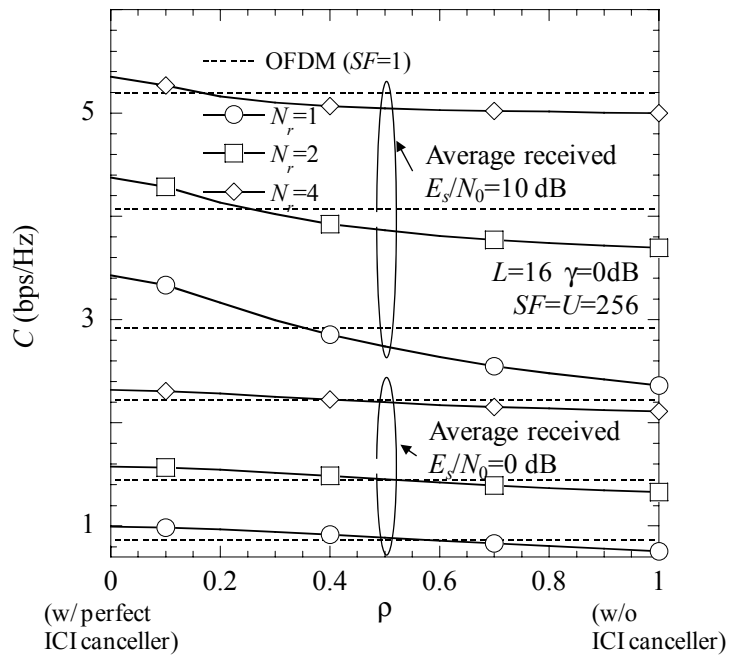 OFDM (SF=1)
N_r=1
N_r=2
N_r=4
Average received
E_s/N_0=10 dB
L=16 γ=0dB
SF=U=256
Average received
E_s/N_0=0 dB
C (bps/Hz)
5
3
1
0 0.2 0.4 0.6 0.8 1
ρ
(w/ perfect
ICI canceller)
(w/o
ICI canceller)